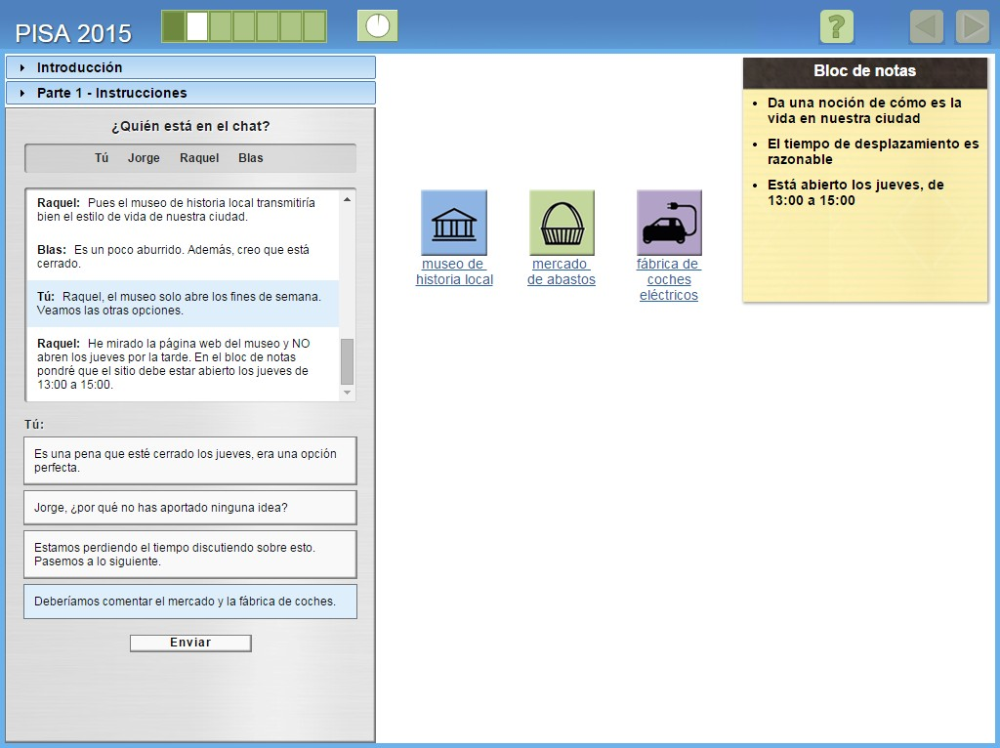 PISA 2015
?
Introducción
Parte 1 - Instrucciones
¿Quién está en el chat?
Tú Jorge Raquel Blas
Raquel: Pues el museo de historia local transmitiría
bien el estilo de vida de nuestra ciudad.
Blas: Es un poco aburrido. Además, creo que está
cerrado.
Tú: Raquel, el museo solo abre los fines de semana.
Veamos las otras opciones.
Raquel: He mirado la página web del museo y NO
abren los jueves por la tarde. En el bloc de notas
pondré que el sitio debe estar abierto los jueves de
13:00 a 15:00.
Tú:
Es una pena que esté cerrado los jueves, era una opción
perfecta.
Jorge, ¿por qué no has aportado ninguna idea?
Estamos perdiendo el tiempo discutiendo sobre esto.
Pasemos a lo siguiente.
Deberíamos comentar el mercado y la fábrica de coches.
Enviar
museo de
historia local
mercado
de abastos
fábrica de
coches
eléctricos
Bloc de notas
• Da una noción de cómo es la
vida en nuestra ciudad
• El tiempo de desplazamiento es
razonable
• Está abierto los jueves, de
13:00 a 15:00